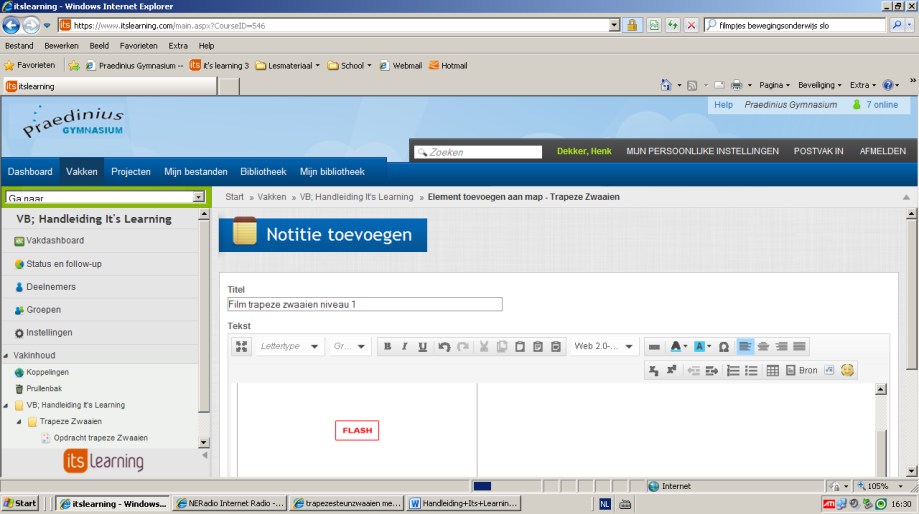 itslearning - Windows Internet Explorer
https://www.itslearning.com/main.aspx?CourseID=546
filmpjes bewegingsonderwijs slo
Bestand Bewerken Beeld Favorieten Extra Help
Favorieten Praedinius Gymnasium -- It's learning 3 Lesmateriaal School Webmail Hotmail
itslearning
Pagina Beveiliging Extra
Praedinius
GYMNASIUM
Help Praedinius Gymnasium 7 online
Zoeken Dekker, Henk MIJN PERSOONLIJKE INSTELLINGEN POSTVAK IN AFMELDEN
Dashboard Vakken Projecten Mijn bestanden Bibliotheek Mijn bibliotheek
Ga naar
Start » Vakken » VB; Handleiding It's Learning » Element toevoegen aan map - Trapeze Zwaaien
VB; Handleiding It's Learning
Vakdashboard
Status en follow-up
Deelnemers
Groepen
Instellingen
Vakinhoud
Koppelingen
Prullenbak
VB; Handleiding It's Learning
Trapeze Zwaaien
Opdracht trapeze Zwaaien
its learning
Notitie toevoegen
Titel
Film trapeze zwaaien niveau 1
Tekst
Lettertype Gr... B I U Web 2.0-... A A Ω
Bron
FLASH
Internet 105%
Start itslearning - Windows... NERadio Internet Radio -... trapezesteunzwaaien me... Handleiding+Its+Learnin... NL ATI 16:30